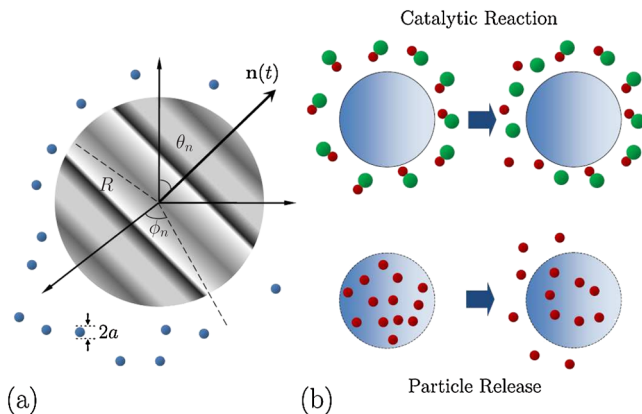 Catalytic Reaction
n(t)
θₙ
R
ϕₙ
2a
(a)
(b)
Particle Release